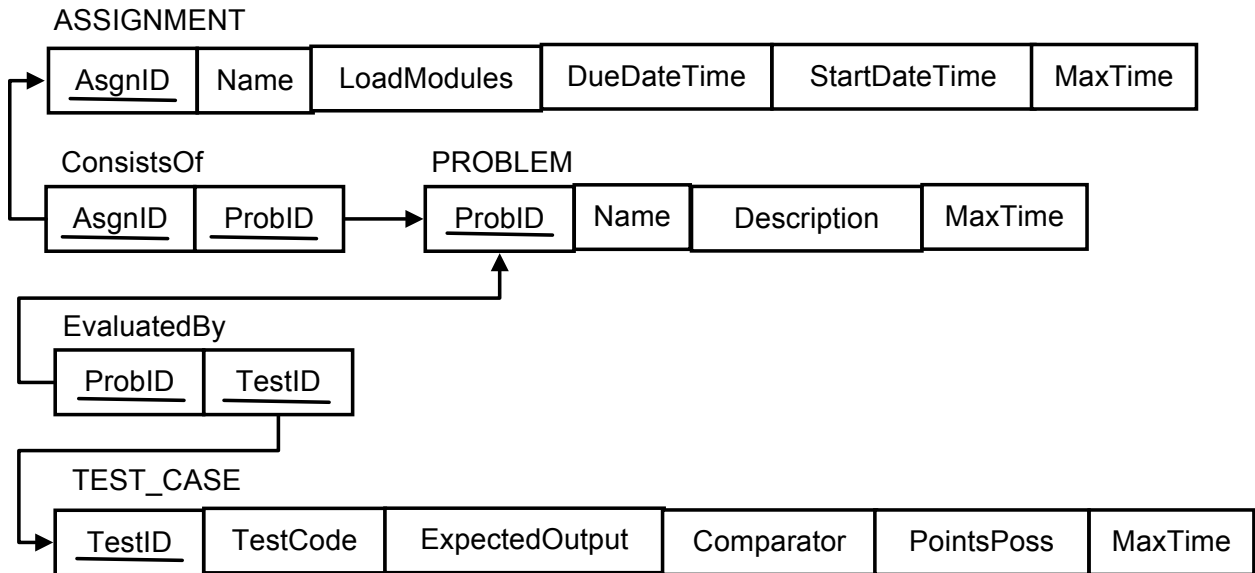 ASSIGNMENT
AsgnID Name LoadModules DueDateTime StartDateTime MaxTime
ConsistsOf PROBLEM
AsgnID ProbID ProbID Name Description MaxTime
EvaluatedBy
ProbID TestID
TEST_CASE
TestID TestCode ExpectedOutput Comparator PointsPoss MaxTime